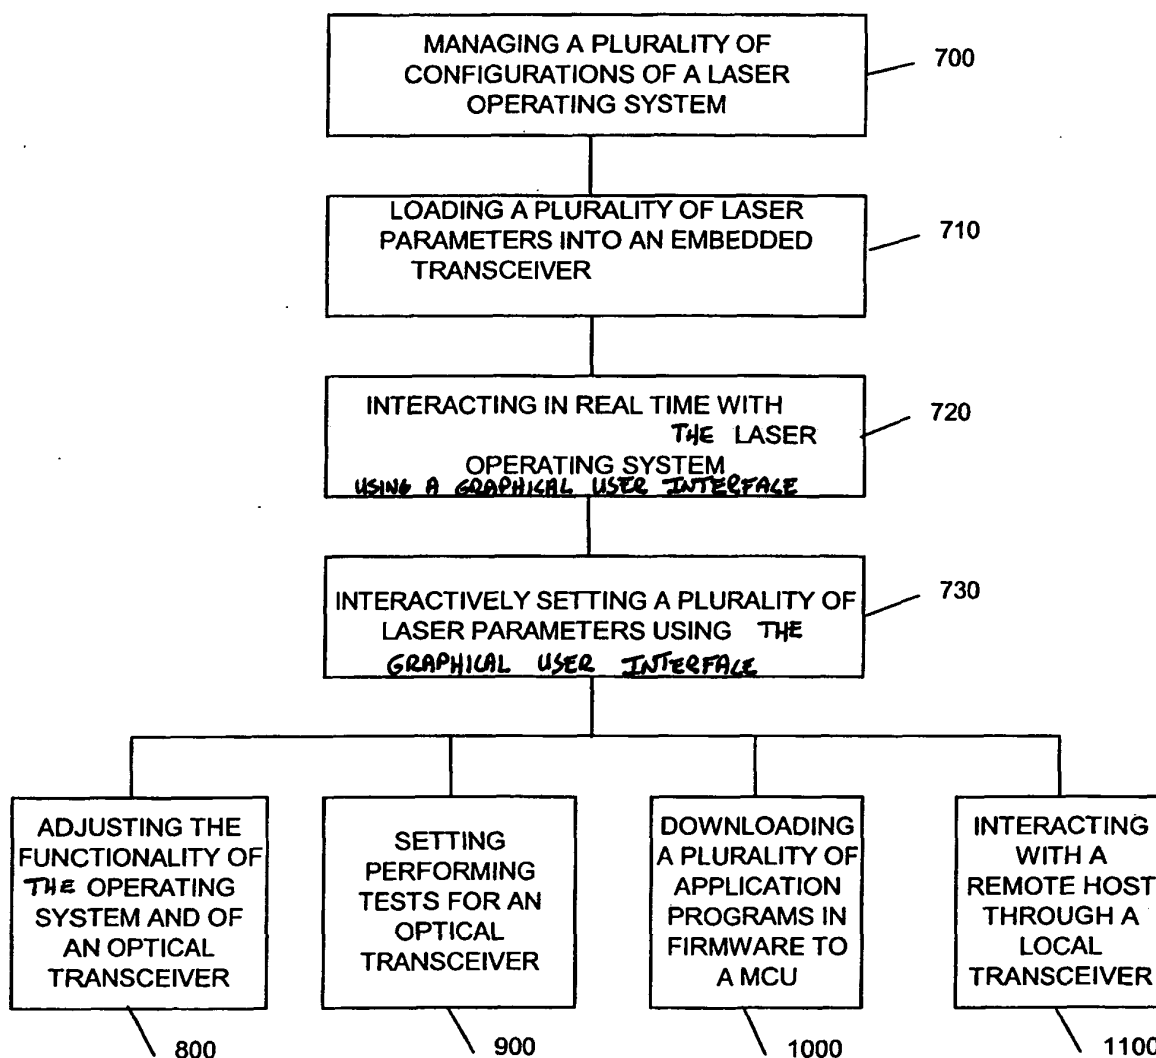 MANAGING A PLURALITY OF
CONFIGURATIONS OF A LASER
OPERATING SYSTEM
700
LOADING A PLURALITY OF LASER
PARAMETERS INTO AN EMBEDDED
TRANSCEIVER
710
INTERACTING IN REAL TIME WITH
THE LASER
OPERATING SYSTEM
USING A GRAPHICAL USER INTERFACE
720
INTERACTIVELY SETTING A PLURALITY OF
LASER PARAMETERS USING THE
GRAPHICAL USER INTERFACE
730
ADJUSTING THE
FUNCTIONALITY OF
THE OPERATING
SYSTEM AND OF
AN OPTICAL
TRANSCEIVER
800
SETTING
PERFORMING
TESTS FOR AN
OPTICAL
TRANSCEIVER
900
DOWNLOADING
A PLURALITY OF
APPLICATION
PROGRAMS IN
FIRMWARE TO
A MCU
1000
INTERACTING
WITH A
REMOTE HOST
THROUGH A
LOCAL
TRANSCEIVER
1100